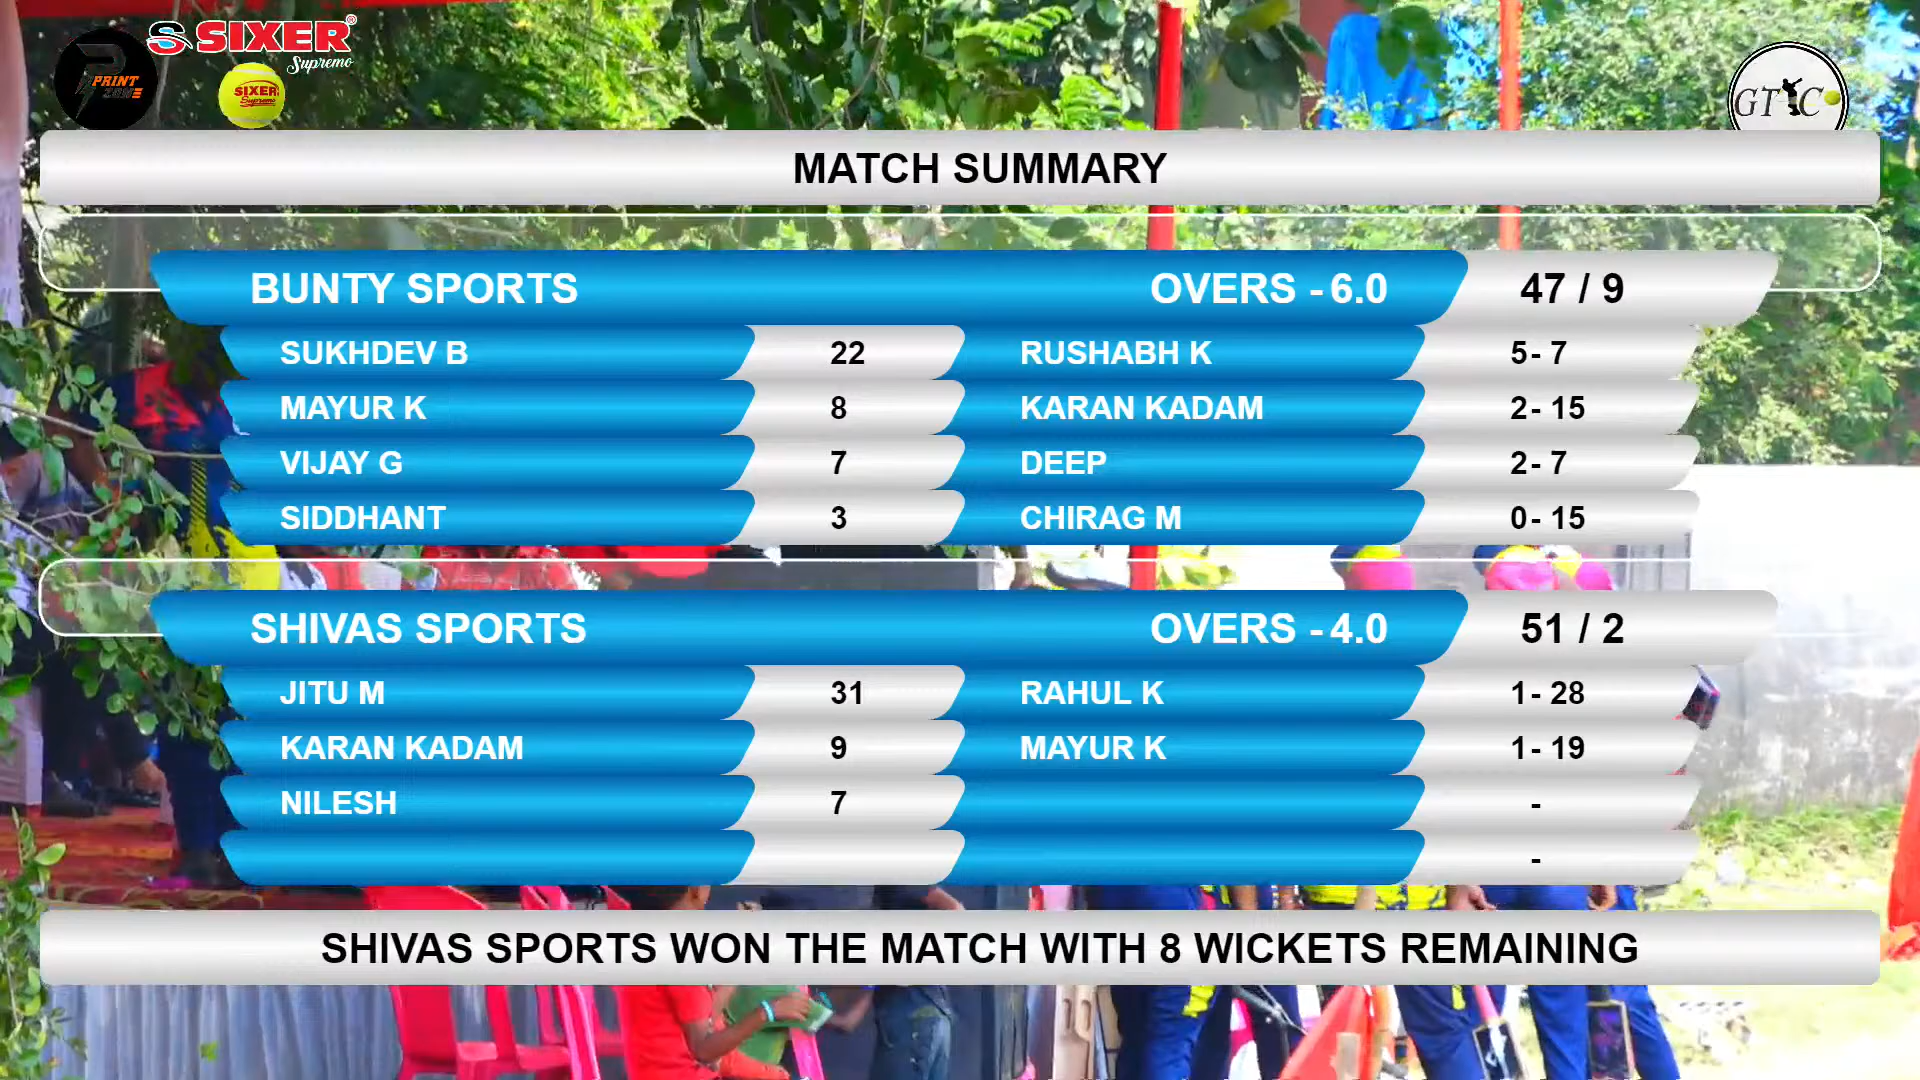 SIXER®
Supremo
PRINT
ZONE
SIXER
Supremo
GTC
MATCH SUMMARY
BUNTY SPORTS OVERS - 6.0 47 / 9
SUKHDEV B 22 RUSHABH K 5 - 7
MAYUR K 8 KARAN KADAM 2 - 15
VIJAY G 7 DEEP 2 - 7
SIDDHANT 3 CHIRAG M 0 - 15
SHIVAS SPORTS OVERS - 4.0 51 / 2
JITU M 31 RAHUL K 1 - 28
KARAN KADAM 9 MAYUR K 1 - 19
NILESH 7 -
-
SHIVAS SPORTS WON THE MATCH WITH 8 WICKETS REMAINING